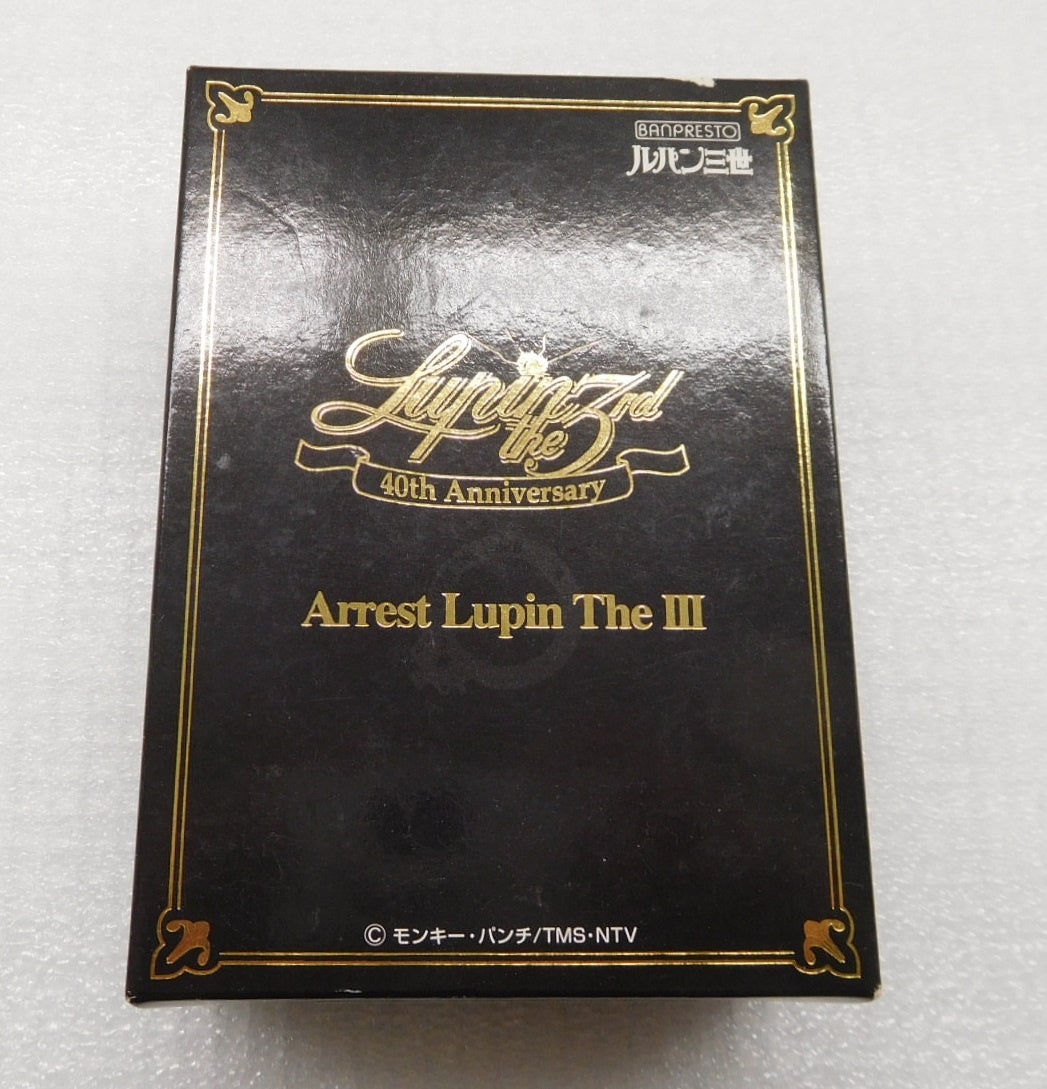 BANPRESTO
ルパン三世
Lupin the 3rd
40th Anniversary
Arrest Lupin The III
© モンキー・パンチ/TMS・NTV